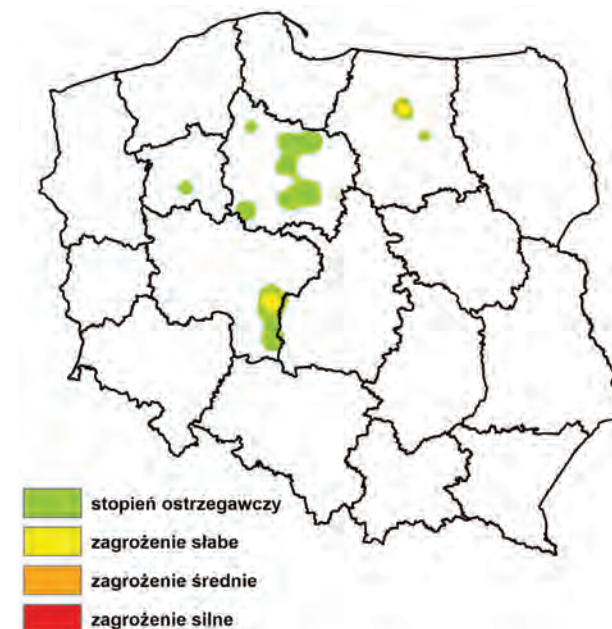 stopień ostrzegawczy
zagrożenie słabe
zagrożenie średnie
zagrożenie silne